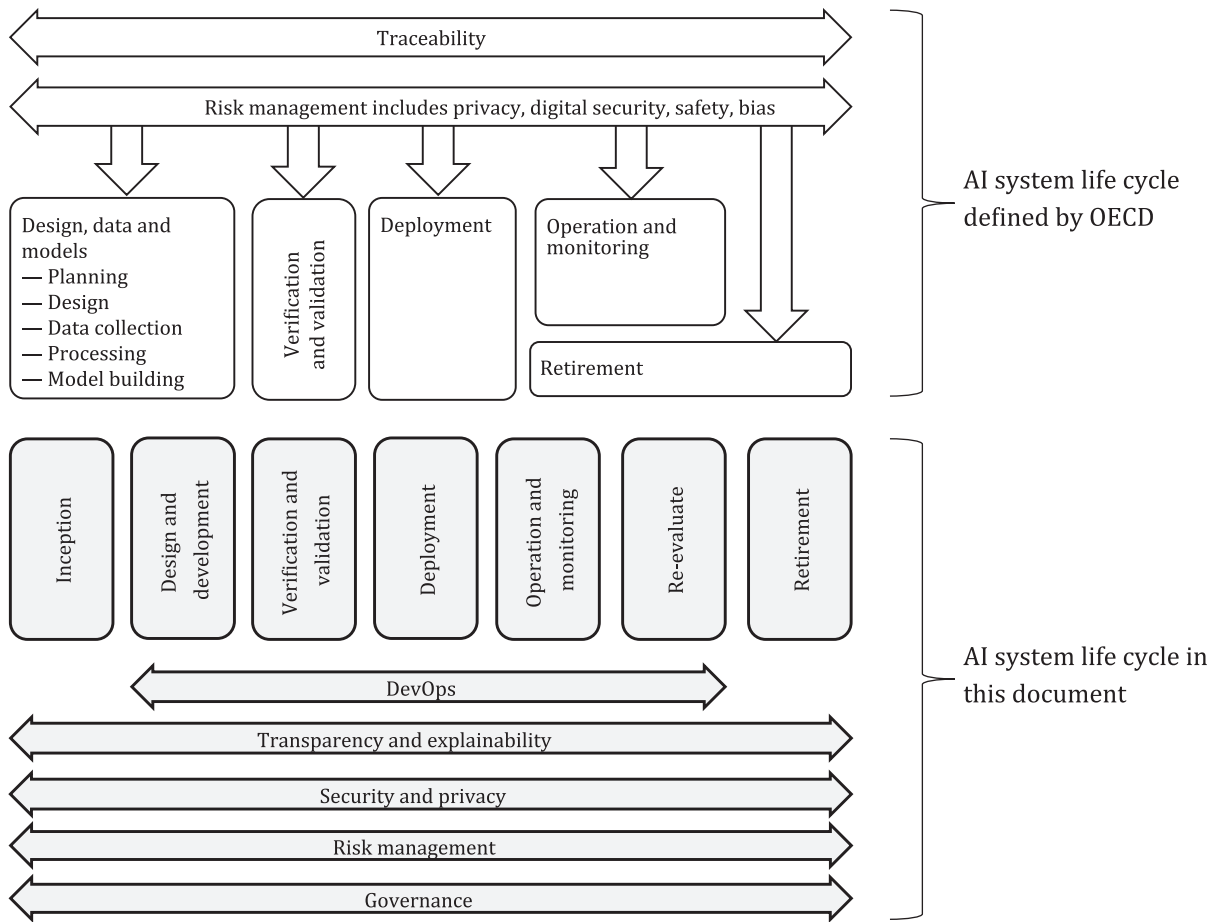 Traceability
Risk management includes privacy, digital security, safety, bias
Design, data and
models
— Planning
— Design
— Data collection
— Processing
— Model building
Verification
and validation
Deployment
Operation and
monitoring
Retirement
AI system life cycle
defined by OECD
Inception
Design and
development
Verification and
validation
Deployment
Operation and
monitoring
Re-evaluate
Retirement
DevOps
Transparency and explainability
Security and privacy
Risk management
Governance
AI system life cycle in
this document